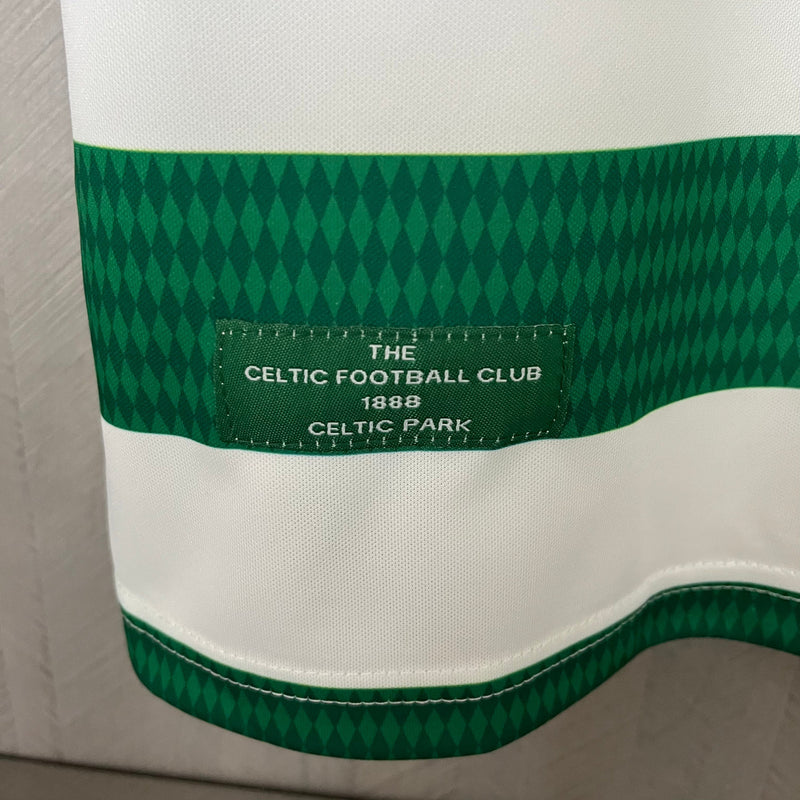 THE
CELTIC FOOTBALL CLUB
1888
CELTIC PARK